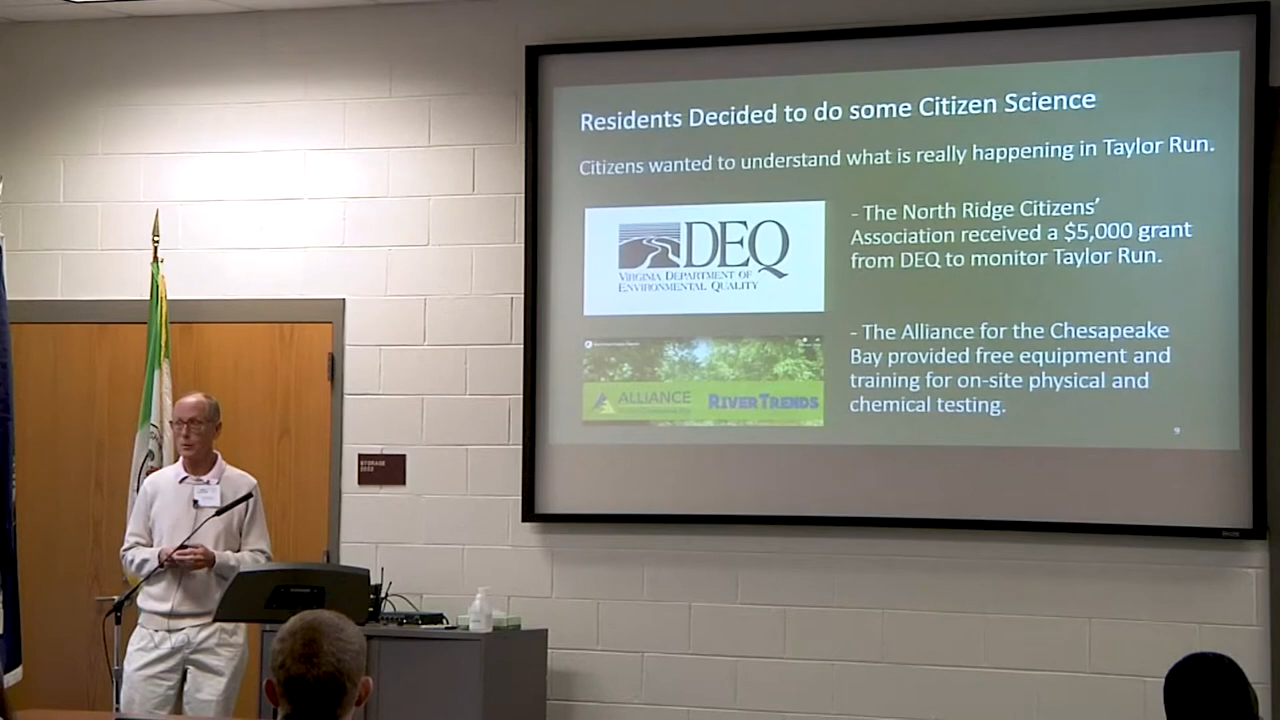 Residents Decided to do some Citizen Science
Citizens wanted to understand what is really happening in Taylor Run.
DEQ
VIRGINIA DEPARTMENT OF
ENVIRONMENTAL QUALITY
- The North Ridge Citizens'
Association received a $5,000 grant
from DEQ to monitor Taylor Run.
ALLIANCE
RIVERTRENDS
- The Alliance for the Chesapeake
Bay provided free equipment and
training for on-site physical and
chemical testing.
9
STORAGE